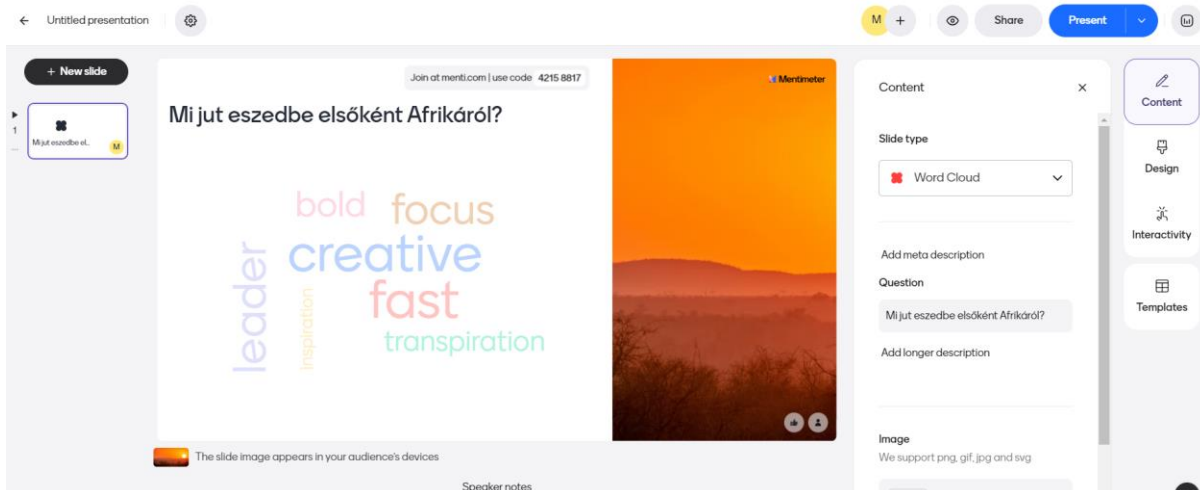 Untitled presentation
M
+
Share
Present
+ New slide
1
Mi jut eszedbe el..
M
Join at menti.com | use code 4215 8817
Mentimeter
Mi jut eszedbe elsőként Afrikáról?
bold
focus
creative
leader
inspiration
fast
transpiration
The slide image appears in your audience's devices
Speaker notes
Content
Slide type
Word Cloud
Add meta description
Question
Mi jut eszedbe elsőként Afrikáról?
Add longer description
Image
We support png, gif, jpg and svg
Content
Design
Interactivity
Templates